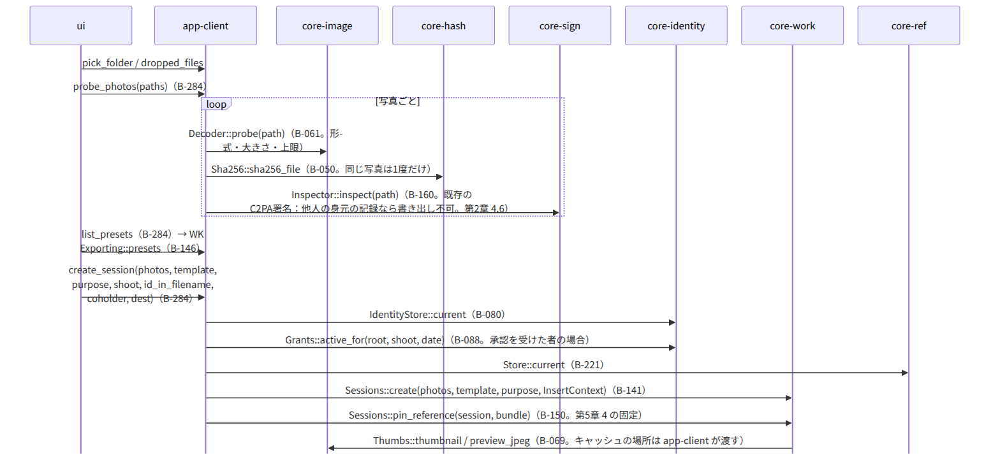 ui
app-client
core-image
core-hash
core-sign
core-identity
core-work
core-ref
pick_folder / dropped_files
probe_photos(paths)（B-284）
loop
[写真ごと]
Decoder::probe(path)（B-061。形-
式・大きさ・上限）
Sha256::sha256_file（B-050。同じ写真は1度だけ）
Inspector::inspect(path)（B-160。既存の
C2PA署名：他人の身元の記録なら書き出し不可。第2章 4.6）
list_presets（B-284）→ WK
Exporting::presets（B-146）
create_session(photos, template,
purpose, shoot, id_in_filename,
coholder, dest)（B-284）
IdentityStore::current（B-080）
Grants::active_for(root, shoot, date)（B-088。承認を受けた者の場合）
Store::current（B-221）
Sessions::create(photos, template, purpose, InsertContext)（B-141）
Sessions::pin_reference(session, bundle)（B-150。第5章 4 の固定）
Thumbs::thumbnail / preview_jpeg（B-069。キャッシュの場所は app-client が渡す）